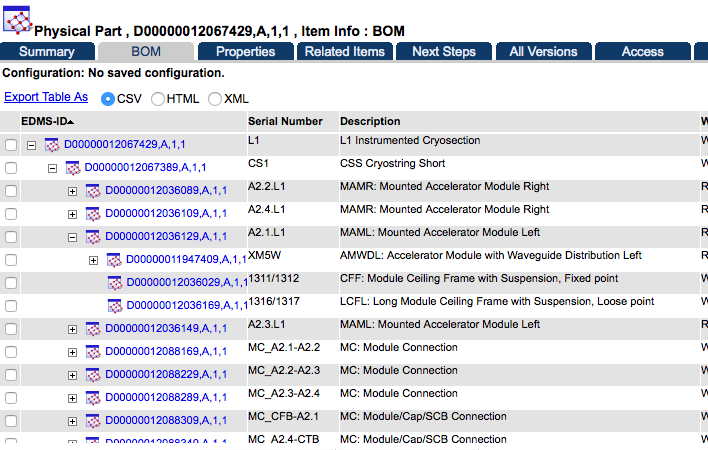 Physical Part , D00000012067429,A,1,1 , Item Info : BOM
Summary BOM Properties Related Items Next Steps All Versions Access
Configuration: No saved configuration.
Export Table As CSV HTML XML
EDMS-ID Serial Number Description
D00000012067429,A,1,1 L1 L1 Instrumented Cryosection
D00000012067389,A,1,1 CS1 CSS Cryostring Short
D00000012036089,A,1,1 A2.2.L1 MAMR: Mounted Accelerator Module Right
D00000012036109,A,1,1 A2.4.L1 MAMR: Mounted Accelerator Module Right
D00000012036129,A,1,1 A2.1.L1 MAML: Mounted Accelerator Module Left
D00000011947409,A,1,1 XM5W AMWDL: Accelerator Module with Waveguide Distribution Left
D00000012036029,A,1,1 1311/1312 CFF: Module Ceiling Frame with Suspension, Fixed point
D00000012036169,A,1,1 1316/1317 LCFL: Long Module Ceiling Frame with Suspension, Loose point
D00000012036149,A,1,1 A2.3.L1 MAML: Mounted Accelerator Module Left
D00000012088169,A,1,1 MC_A2.1-A2.2 MC: Module Connection
D00000012088229,A,1,1 MC_A2.2-A2.3 MC: Module Connection
D00000012088289,A,1,1 MC_A2.3-A2.4 MC: Module Connection
D00000012088309,A,1,1 MC_CFB-A2.1 MC: Module/Cap/SCB Connection
D00000012088349,A,1,1 MC_A2.4-CTB MC: Module/Cap/SCB Connection